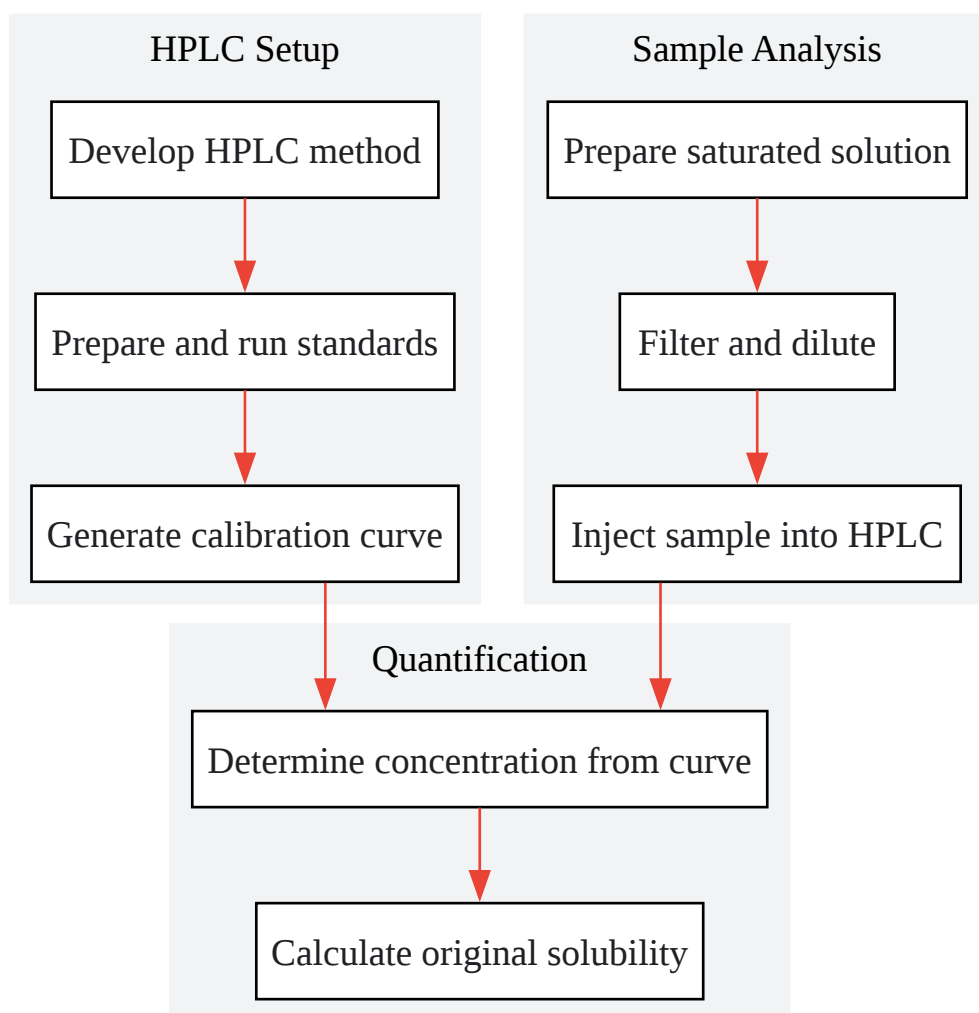 HPLC Setup
Develop HPLC method
Prepare and run standards
Generate calibration curve
Sample Analysis
Prepare saturated solution
Filter and dilute
Inject sample into HPLC
Quantification
Determine concentration from curve
Calculate original solubility